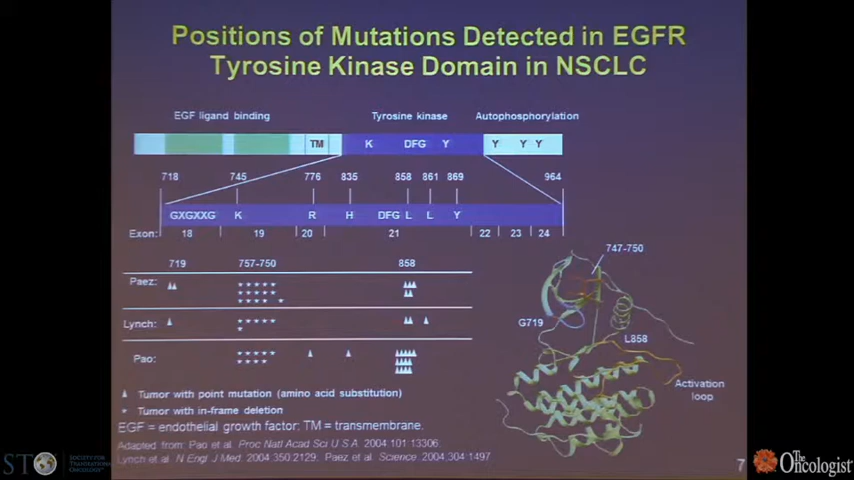 Positions of Mutations Detected in EGFR
Tyrosine Kinase Domain in NSCLC
EGF ligand binding
Tyrosine kinase
Autophosphorylation
TM K DFG Y Y Y Y
718 745 776 835 858 861 869 964
GXGXXG K R H DFG L L Y
Exon: 18 19 20 21 22 23 24
719 757-750 858
Paez:
Lynch:
Pao:
747-750
G719
L858
Activation
loop
Tumor with point mutation (amino acid substitution)
* Tumor with in-frame deletion
EGF = endothelial growth factor: TM = transmembrane.
Adapted from: Pao et al. Proc Natl Acad Sci U S A. 2004:101:13306.
Lynch et al. N Engl J Med. 2004:350:2129. Paez et al. Science. 2004:304:1497.
7
STO
SOCIETY FOR
TRANSLATIONAL
ONCOLOGY
The
Oncologist